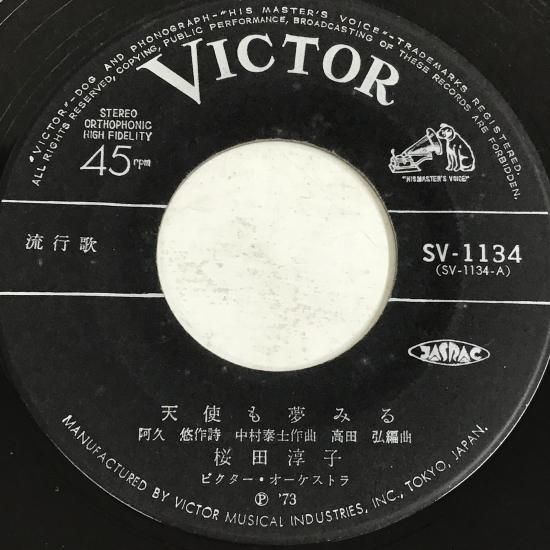 "VICTOR"-DOG AND PHONOGRAPH-"HIS MASTER'S VOICE"-TRADEMARKS REGISTERED.
ALL RIGHTS RESERVED, COPYING, PUBLIC PERFORMANCE, BROADCASTING OF THESE RECORDS ARE FORBIDDEN.
VICTOR
STEREO
ORTHOPHONIC
HIGH FIDELITY
45 rpm
"HIS MASTER'S VOICE"
流行歌
SV-1134
(SV-1134-A)
JASRAC
天使も夢みる
阿久 悠作詩 中村泰士作曲 高田 弘編曲
桜田淳子
ビクター・オーケストラ
Ⓟ '73
MANUFACTURED BY VICTOR MUSICAL INDUSTRIES, INC., TOKYO, JAPAN.